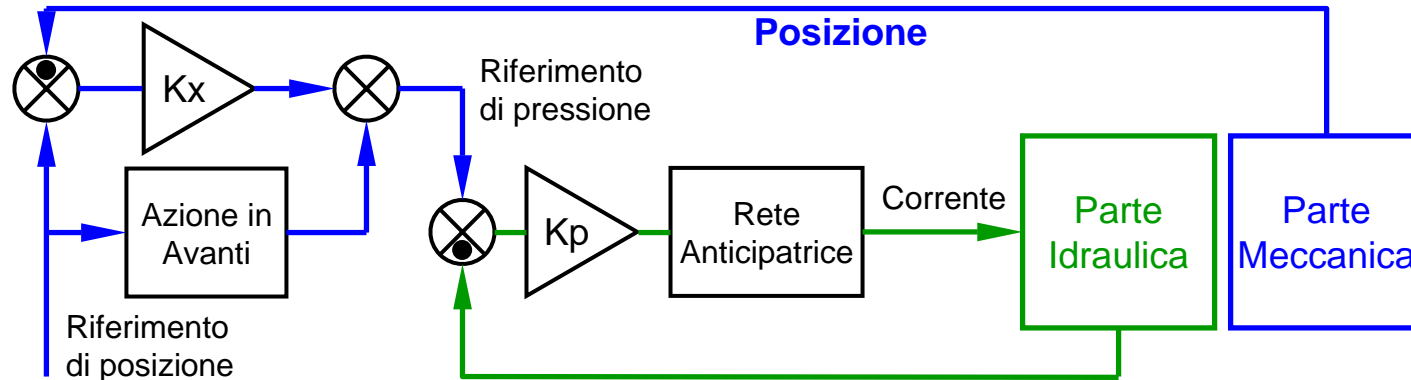 Posizione
Kx
Riferimento
di pressione
Azione in
Avanti
Kp
Rete
Anticipatrice
Corrente
Parte
Idraulica
Parte
Meccanica
Riferimento
di posizione